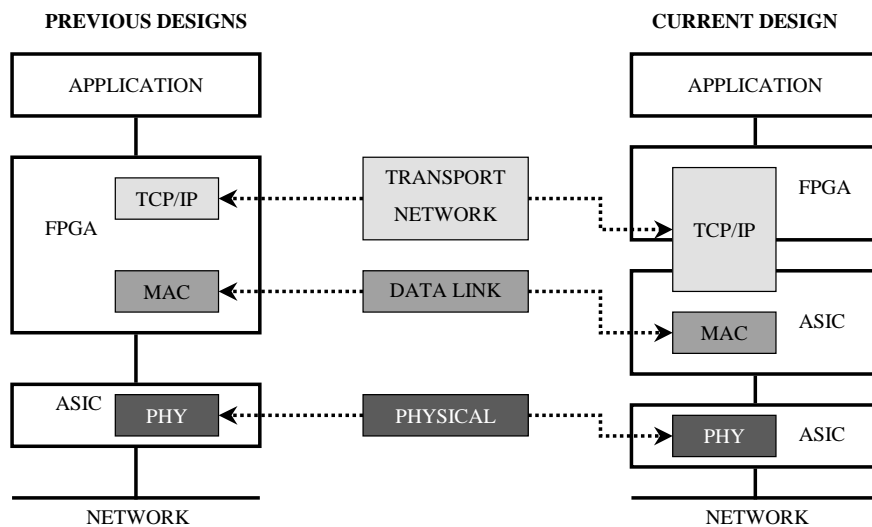 PREVIOUS DESIGNS
CURRENT DESIGN
APPLICATION
APPLICATION
TCP/IP
TRANSPORT
NETWORK
FPGA
TCP/IP
FPGA
MAC
DATA LINK
MAC
ASIC
ASIC
PHY
PHYSICAL
PHY
ASIC
NETWORK
NETWORK